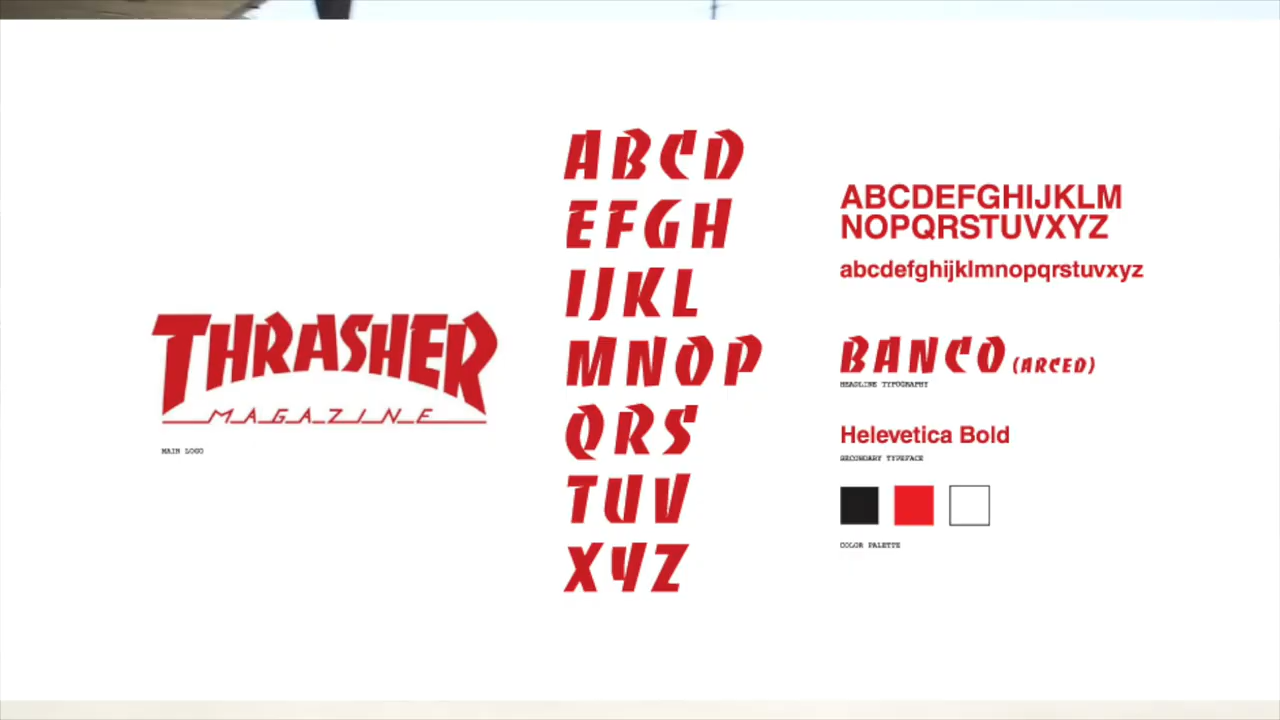 THRASHER
MAGAZINE
MAIN LOGO
ABCD
EFGH
IJKL
MNOP
QRS
TUV
XYZ
ABCDEFGHIJKLM
NOPQRSTUVXYZ
abcdefghijklmnopqrstuvxyz
BANCO (ARCED)
HEADLINE TYPOGRAPHY
Helevetica Bold
SECONDARY TYPEFACE
COLOR PALETTE